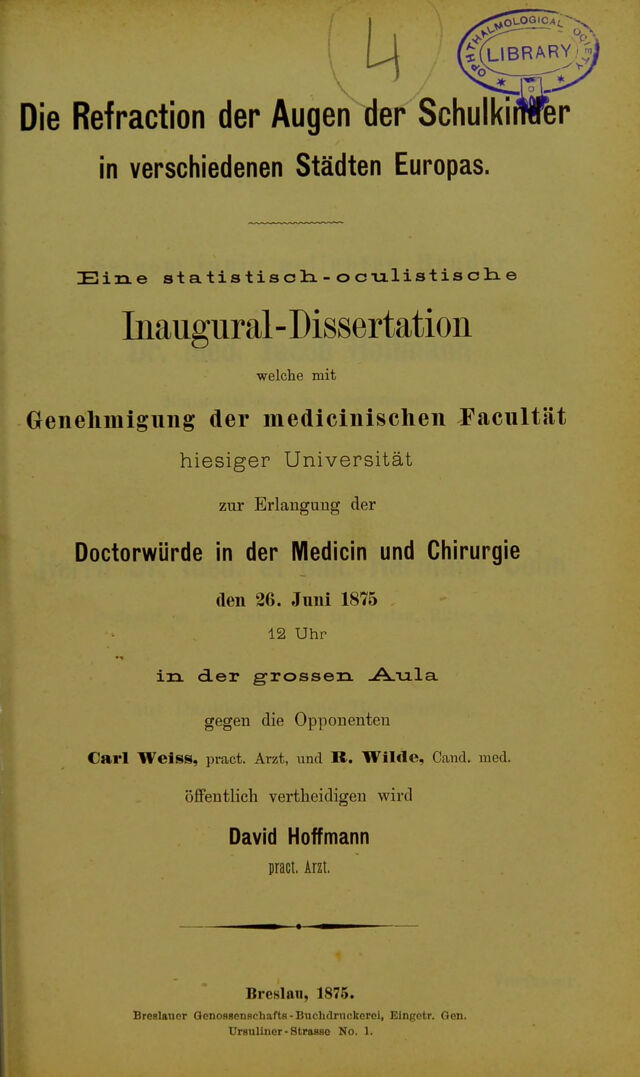 4
OPHTHALMOLOGICAL SOCIETY
LIBRARY
Die Refraction der Augen der Schulkinder
in verschiedenen Städten Europas.
Eine statistisch-oculistische
Inaugural-Dissertation
welche mit
Genehmigung der medicinischen Facultät
hiesiger Universität
zur Erlangung der
Doctorwürde in der Medicin und Chirurgie
den 26. Juni 1875
12 Uhr
in der grossen Aula
gegen die Opponenten
Carl Weiss, pract. Arzt, und R. Wilde, Cand. med.
öffentlich vertheidigen wird
David Hoffmann
pract. Arzt.
Breslau, 1875.
Breslauer Genossenschafts-Buchdruckerei, Eingetr. Gen.
Ursuliner-Strasse No. 1.